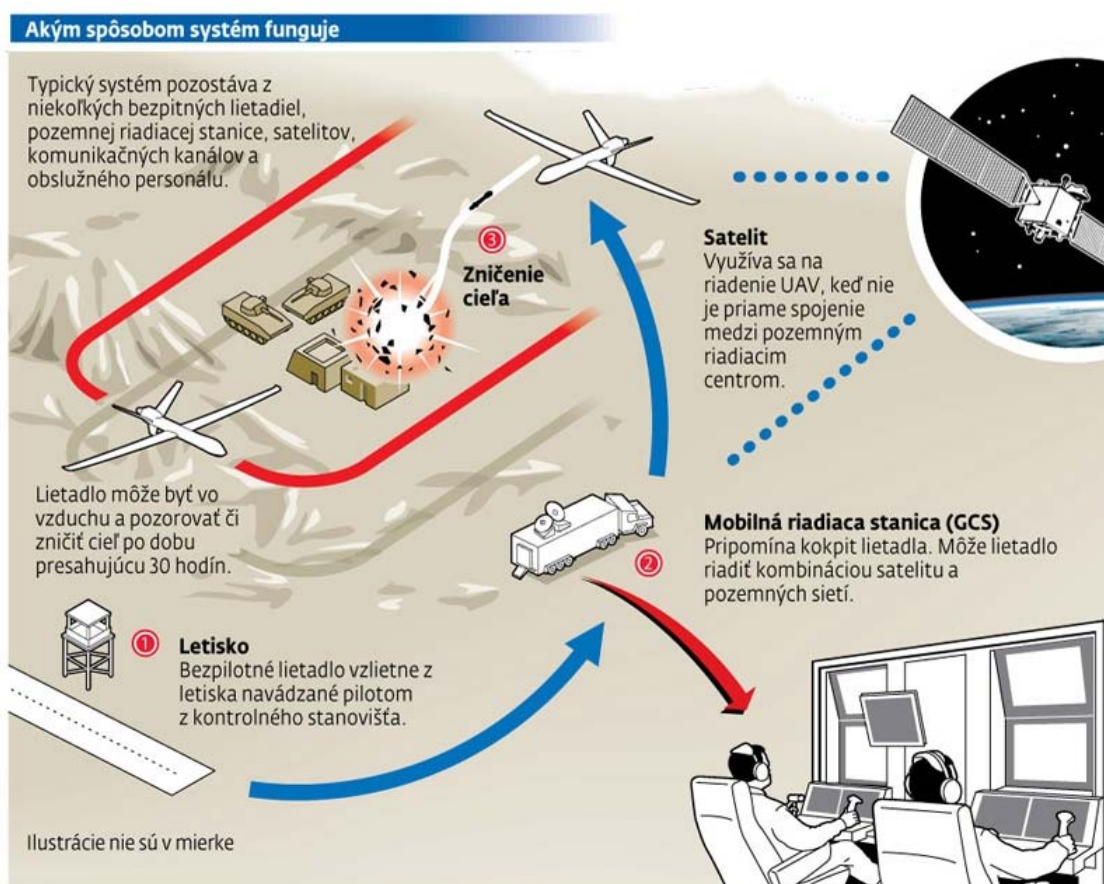 Akým spôsobom systém funguje
Typický systém pozostáva z
niekoľkých bezpitných lietadiel,
pozemnej riadiacej stanice, satelitov,
komunikačných kanálov a
obslužného personálu.
3
Zničenie
cieľa
Satelit
Využíva sa na
riadenie UAV, keď nie
je priame spojenie
medzi pozemným
riadiacim
centrom.
Lietadlo môže byť vo
vzduchu a pozorovať či
zničiť cieľ po dobu
presahujúcu 30 hodín.
2
Mobilná riadiaca stanica (GCS)
Pripomína kokpit lietadla. Môže lietadlo
riadiť kombináciou satelitu a
pozemných sietí.
1
Letisko
Bezpilotné lietadlo vzlietne z
letiska navádzané pilotom
z kontrolného stanovišťa.
Ilustrácie nie sú v mierke